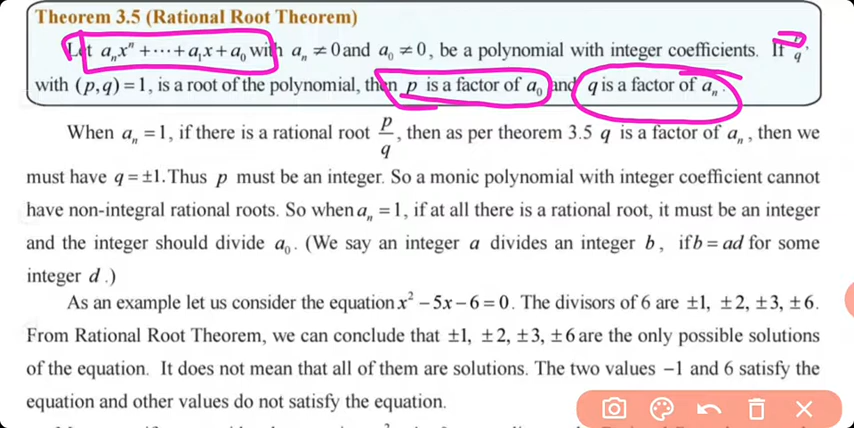 Theorem 3.5 (Rational Root Theorem)
Let aₙxⁿ + ⋯ + a₁x + a₀ with aₙ ≠ 0 and a₀ ≠ 0, be a polynomial with integer coefficients. If p/q,
with (p,q) = 1, is a root of the polynomial, then p is a factor of a₀ and q is a factor of aₙ.
When aₙ = 1, if there is a rational root p/q, then as per theorem 3.5 q is a factor of aₙ, then we
must have q = ±1. Thus p must be an integer. So a monic polynomial with integer coefficient cannot
have non-integral rational roots. So when aₙ = 1, if at all there is a rational root, it must be an integer
and the integer should divide a₀. (We say an integer a divides an integer b, if b = ad for some
integer d.)
As an example let us consider the equation x² − 5x − 6 = 0. The divisors of 6 are ±1, ±2, ±3, ±6.
From Rational Root Theorem, we can conclude that ±1, ±2, ±3, ±6 are the only possible solutions
of the equation. It does not mean that all of them are solutions. The two values −1 and 6 satisfy the
equation and other values do not satisfy the equation.